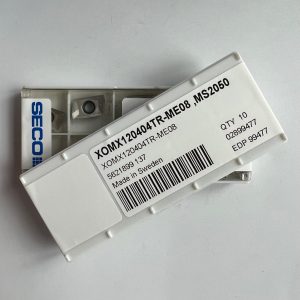 SECO
XOMX120404TR-ME08 ,MS2050
XOMX120404TR-ME08
5621899 137
Made in Sweden
QTY 10
02899477
EDP 99477